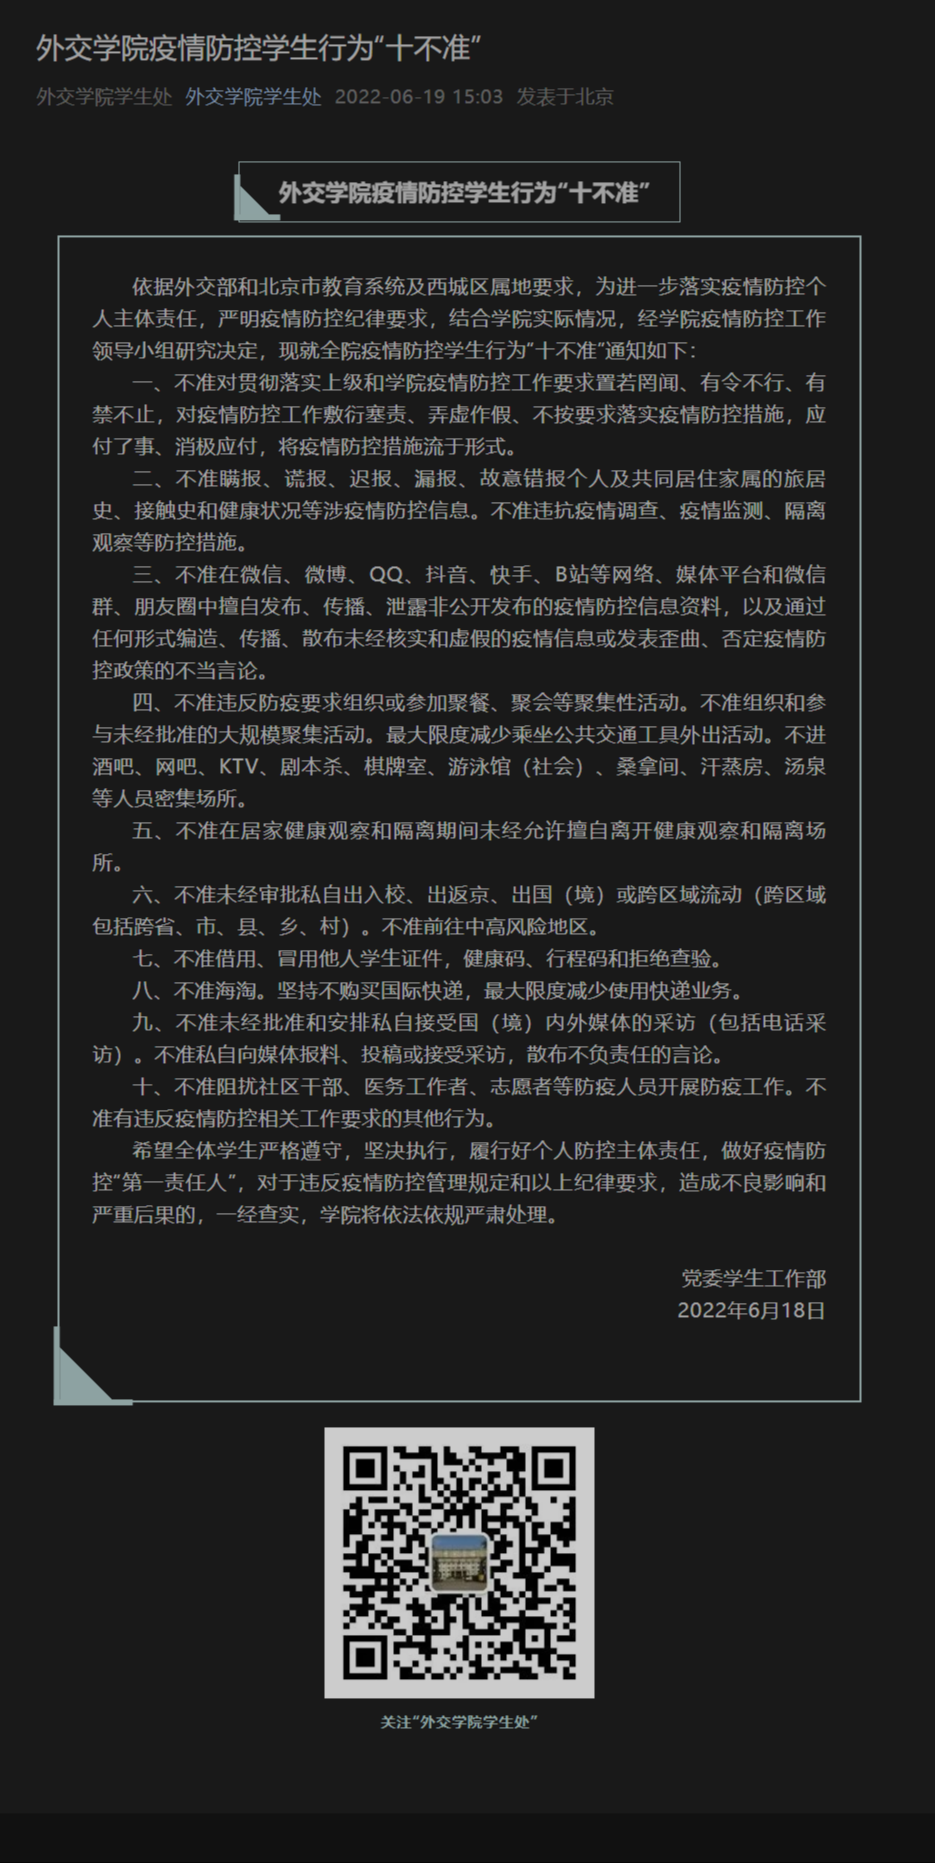 外交学院疫情防控学生行为“十不准”
外交学院学生处 外交学院学生处 2022-06-19 15:03 发表于北京
外交学院疫情防控学生行为“十不准”
依据外交部和北京市教育系统及西城区属地要求，为进一步落实疫情防控个
人主体责任，严明疫情防控纪律要求，结合学院实际情况，经学院疫情防控工作
领导小组研究决定，现就全院疫情防控学生行为“十不准”通知如下：
一、不准对贯彻落实上级和学院疫情防控工作要求置若罔闻、有令不行、有
禁不止，对疫情防控工作敷衍塞责、弄虚作假、不按要求落实疫情防控措施，应
付了事、消极应付，将疫情防控措施流于形式。
二、不准瞒报、谎报、迟报、漏报、故意错报个人及共同居住家属的旅居
史、接触史和健康状况等涉疫情防控信息。不准违抗疫情调查、疫情监测、隔离
观察等防控措施。
三、不准在微信、微博、QQ、抖音、快手、B站等网络、媒体平台和微信
群、朋友圈中擅自发布、传播、泄露非公开发布的疫情防控信息资料，以及通过
任何形式编造、传播、散布未经核实和虚假的疫情信息或发表歪曲、否定疫情防
控政策的不当言论。
四、不准违反防疫要求组织或参加聚餐、聚会等聚集性活动。不准组织和参
与未经批准的大规模聚集活动。最大限度减少乘坐公共交通工具外出活动。不进
酒吧、网吧、KTV、剧本杀、棋牌室、游泳馆（社会）、桑拿间、汗蒸房、汤泉
等人员密集场所。
五、不准在居家健康观察和隔离期间未经允许擅自离开健康观察和隔离场
所。
六、不准未经审批私自出入校、出返京、出国（境）或跨区域流动（跨区域
包括跨省、市、县、乡、村）。不准前往中高风险地区。
七、不准借用、冒用他人学生证件，健康码、行程码和拒绝查验。
八、不准海淘。坚持不购买国际快递，最大限度减少使用快递业务。
九、不准未经批准和安排私自接受国（境）内外媒体的采访（包括电话采
访）。不准私自向媒体报料、投稿或接受采访，散布不负责任的言论。
十、不准阻扰社区干部、医务工作者、志愿者等防疫人员开展防疫工作。不
准有违反疫情防控相关工作要求的其他行为。
希望全体学生严格遵守，坚决执行，履行好个人防控主体责任，做好疫情防
控“第一责任人”，对于违反疫情防控管理规定和以上纪律要求，造成不良影响和
严重后果的，一经查实，学院将依法依规严肃处理。
党委学生工作部
2022年6月18日
关注“外交学院学生处”